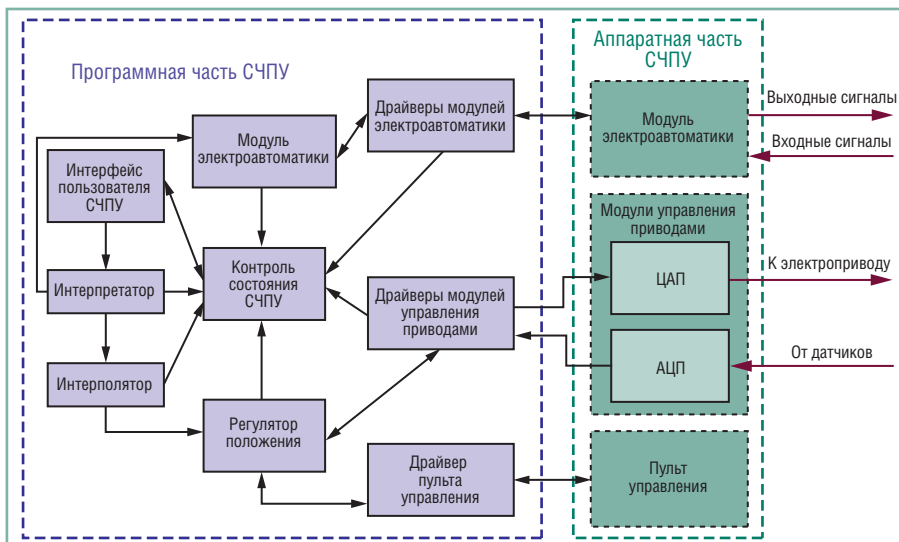 Программная часть СЧПУ
Аппаратная часть
СЧПУ
Драйверы модулей
электроавтоматики
Модуль
электроавтоматики
Модуль
электроавтоматики
Выходные сигналы
Входные сигналы
Интерфейс
пользователя
СЧПУ
Контроль
состояния
СЧПУ
Интерпретатор
Драйверы модулей
управления
приводами
Модули управления
приводами
ЦАП
К электроприводу
АЦП
От датчиков
Интерполятор
Регулятор
положения
Драйвер
пульта
управления
Пульт
управления